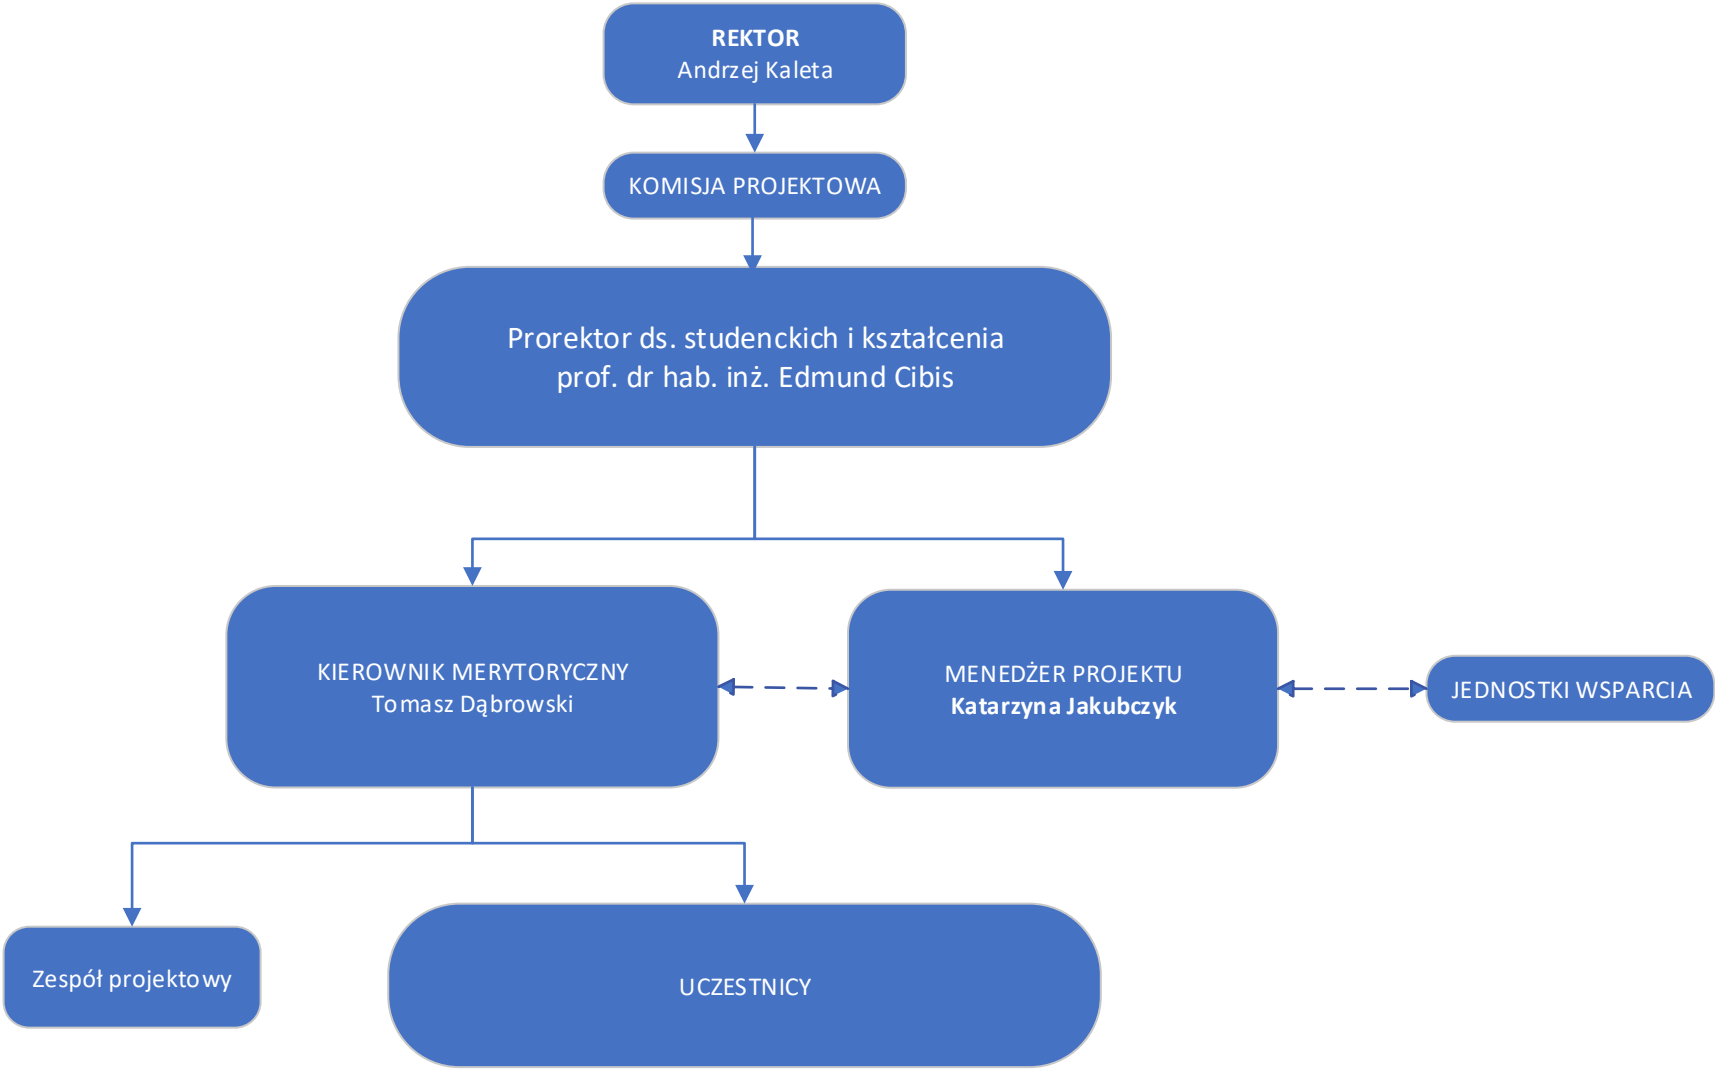 REKTOR
Andrzej Kaleta
KOMISJA PROJEKTOWA
Prorektor ds. studenckich i kształcenia
prof. dr hab. inż. Edmund Cibis
KIEROWNIK MERYTORYCZNY
Tomasz Dąbrowski
MENEDŻER PROJEKTU
Katarzyna Jakubczyk
JEDNOSTKI WSPARCIA
Zespół projektowy
UCZESTNICY